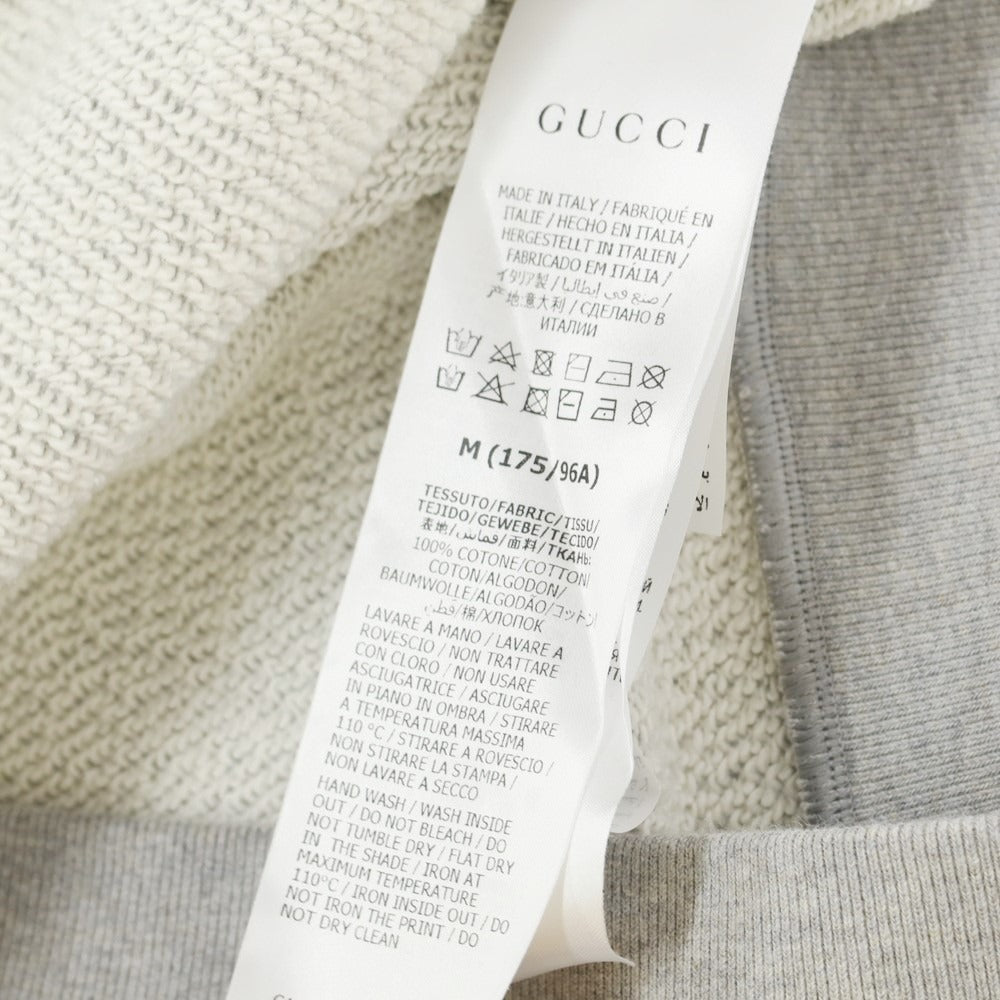 GUCCI
MADE IN ITALY / FABRIQUÉ EN
ITALIE / HECHO EN ITALIA /
HERGESTELLT IN ITALIEN /
FABRICADO EM ITÁLIA /
イタリア製 / صنع في إيطاليا /
产地意大利 / СДЕЛАНО В
ИТАЛИИ
M (175/96A)
TESSUTO/FABRIC/TISSU/
TEJIDO/GEWEBE/TECIDO/
表地/قماش/面料/ТКАНЬ:
100% COTONE/COTTON/
COTON/ALGODON/
BAUMWOLLE/ALGODÃO/コットン/
قطن/棉/ХЛОПОК
LAVARE A MANO / LAVARE A
ROVESCIO / NON TRATTARE
CON CLORO / NON USARE
ASCIUGATRICE / ASCIUGARE
IN PIANO IN OMBRA / STIRARE
A TEMPERATURA MASSIMA
110 °C / STIRARE A ROVESCIO /
NON STIRARE LA STAMPA /
NON LAVARE A SECCO
HAND WASH / WASH INSIDE
OUT / DO NOT BLEACH / DO
NOT TUMBLE DRY / FLAT DRY
IN THE SHADE / IRON AT
MAXIMUM TEMPERATURE
110°C / IRON INSIDE OUT / DO
NOT IRON THE PRINT / DO
NOT DRY CLEAN